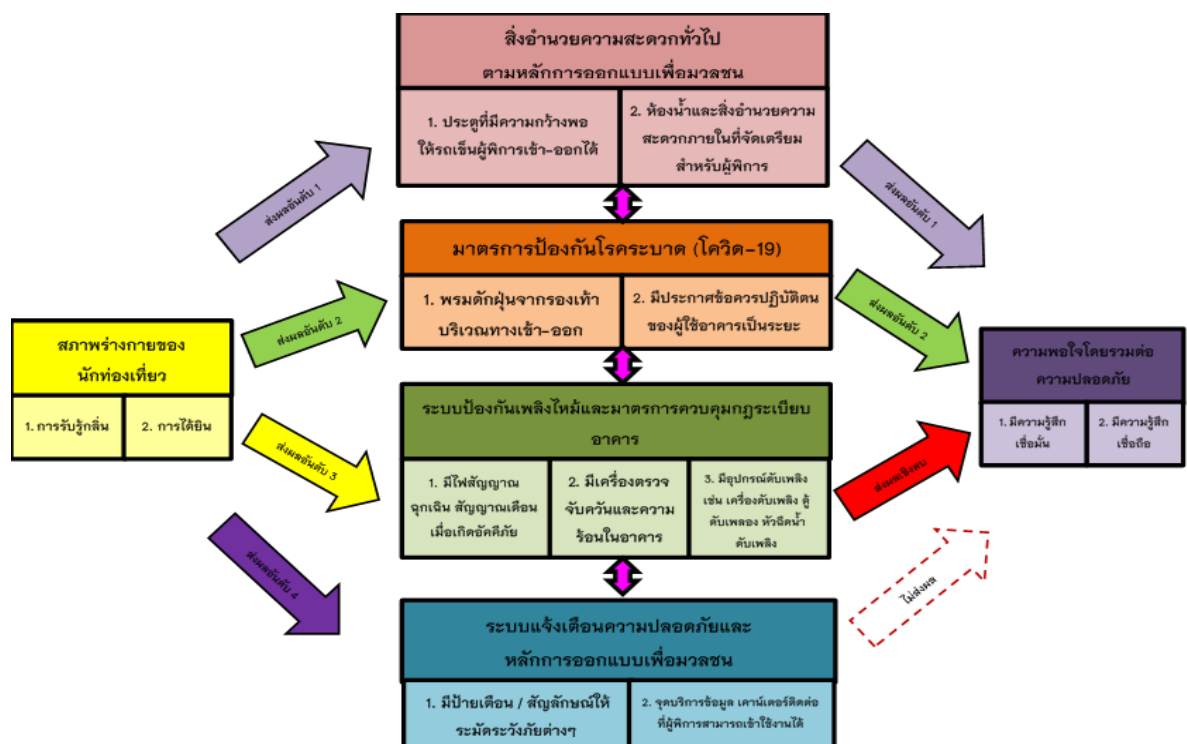 สิ่งอำนวยความสะดวกทั่วไป
ตามหลักการออกแบบเพื่อมวลชน
1. ประตูที่มีความกว้างพอ
ให้รถเข็นผู้พิการเข้า-ออกได้
2. ห้องน้ำและสิ่งอำนวยความ
สะดวกภายในที่จัดเตรียม
สำหรับผู้พิการ
ส่งผลอันดับ 1
ส่งผลอันดับ 1
มาตรการป้องกันโรคระบาด (โควิด-19)
1. พรมดักฝุ่นจากรองเท้า
บริเวณทางเข้า-ออก
2. มีประกาศข้อควรปฏิบัติตน
ของผู้ใช้อาคารเป็นระยะ
ส่งผลอันดับ 2
ส่งผลอันดับ 2
สภาพร่างกายของ
นักท่องเที่ยว
1. การรับรู้กลิ่น
2. การได้ยิน
ความพอใจโดยรวมต่อ
ความปลอดภัย
1. มีความรู้สึก
เชื่อมั่น
2. มีความรู้สึก
เชื่อถือ
ระบบป้องกันเพลิงไหม้และมาตรการควบคุมกฎระเบียบ
อาคาร
1. มีไฟสัญญาณ
ฉุกเฉิน สัญญาณเตือน
เมื่อเกิดอัคคีภัย
2. มีเครื่องตรวจ
จับควันและความ
ร้อนในอาคาร
3. มีอุปกรณ์ดับเพลิง
เช่น เครื่องดับเพลิง ตู้
ดับเพลอง หัวฉีดน้ำ
ดับเพลิง
ส่งผลอันดับ 3
ส่งผลเชิงลบ
ส่งผลอันดับ 4
ไม่ส่งผล
ระบบแจ้งเตือนความปลอดภัยและ
หลักการออกแบบเพื่อมวลชน
1. มีป้ายเตือน / สัญลักษณ์ให้
ระมัดระวังภัยต่างๆ
2. จุดบริการข้อมูล เคาน์เตอร์ติดต่อ
ที่ผู้พิการสามารถเข้าใช้งานได้